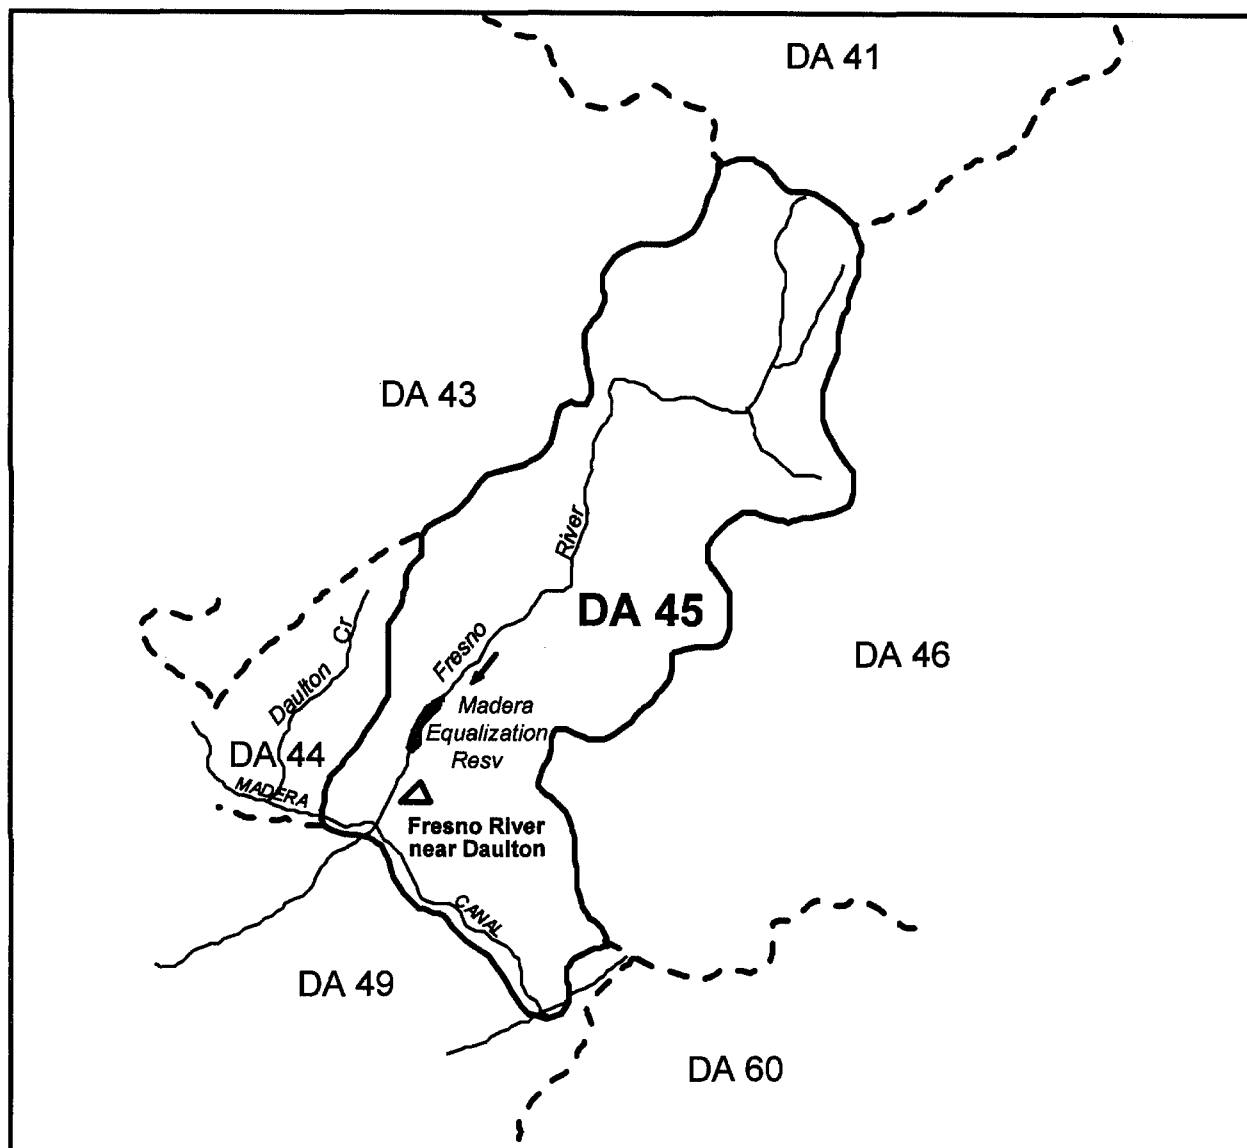 DA 41
DA 43
River
DA 45
Fresno
DA 46
Cr
Daulton
Madera
Equalization
Resv
DA 44
MADERA
Fresno River
near Daulton
CANAL
DA 49
DA 60